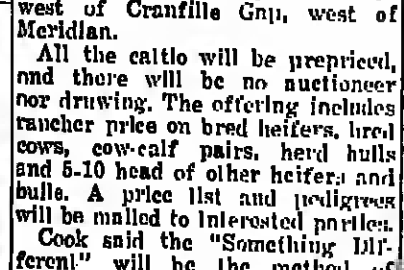 west of Cranfills Gap, west of
Meridian.
All the cattle will be prepriced,
and there will be no auctioneer
nor drawing. The offering includes
rancher price on bred heifers, bred
cows, cow-calf pairs, herd bulls
and 5-10 head of other heifers and
bulls. A price list and pedigrees
will be mailed to interested parties.
Cook said the "Something Dif-
ferent" will be the method of